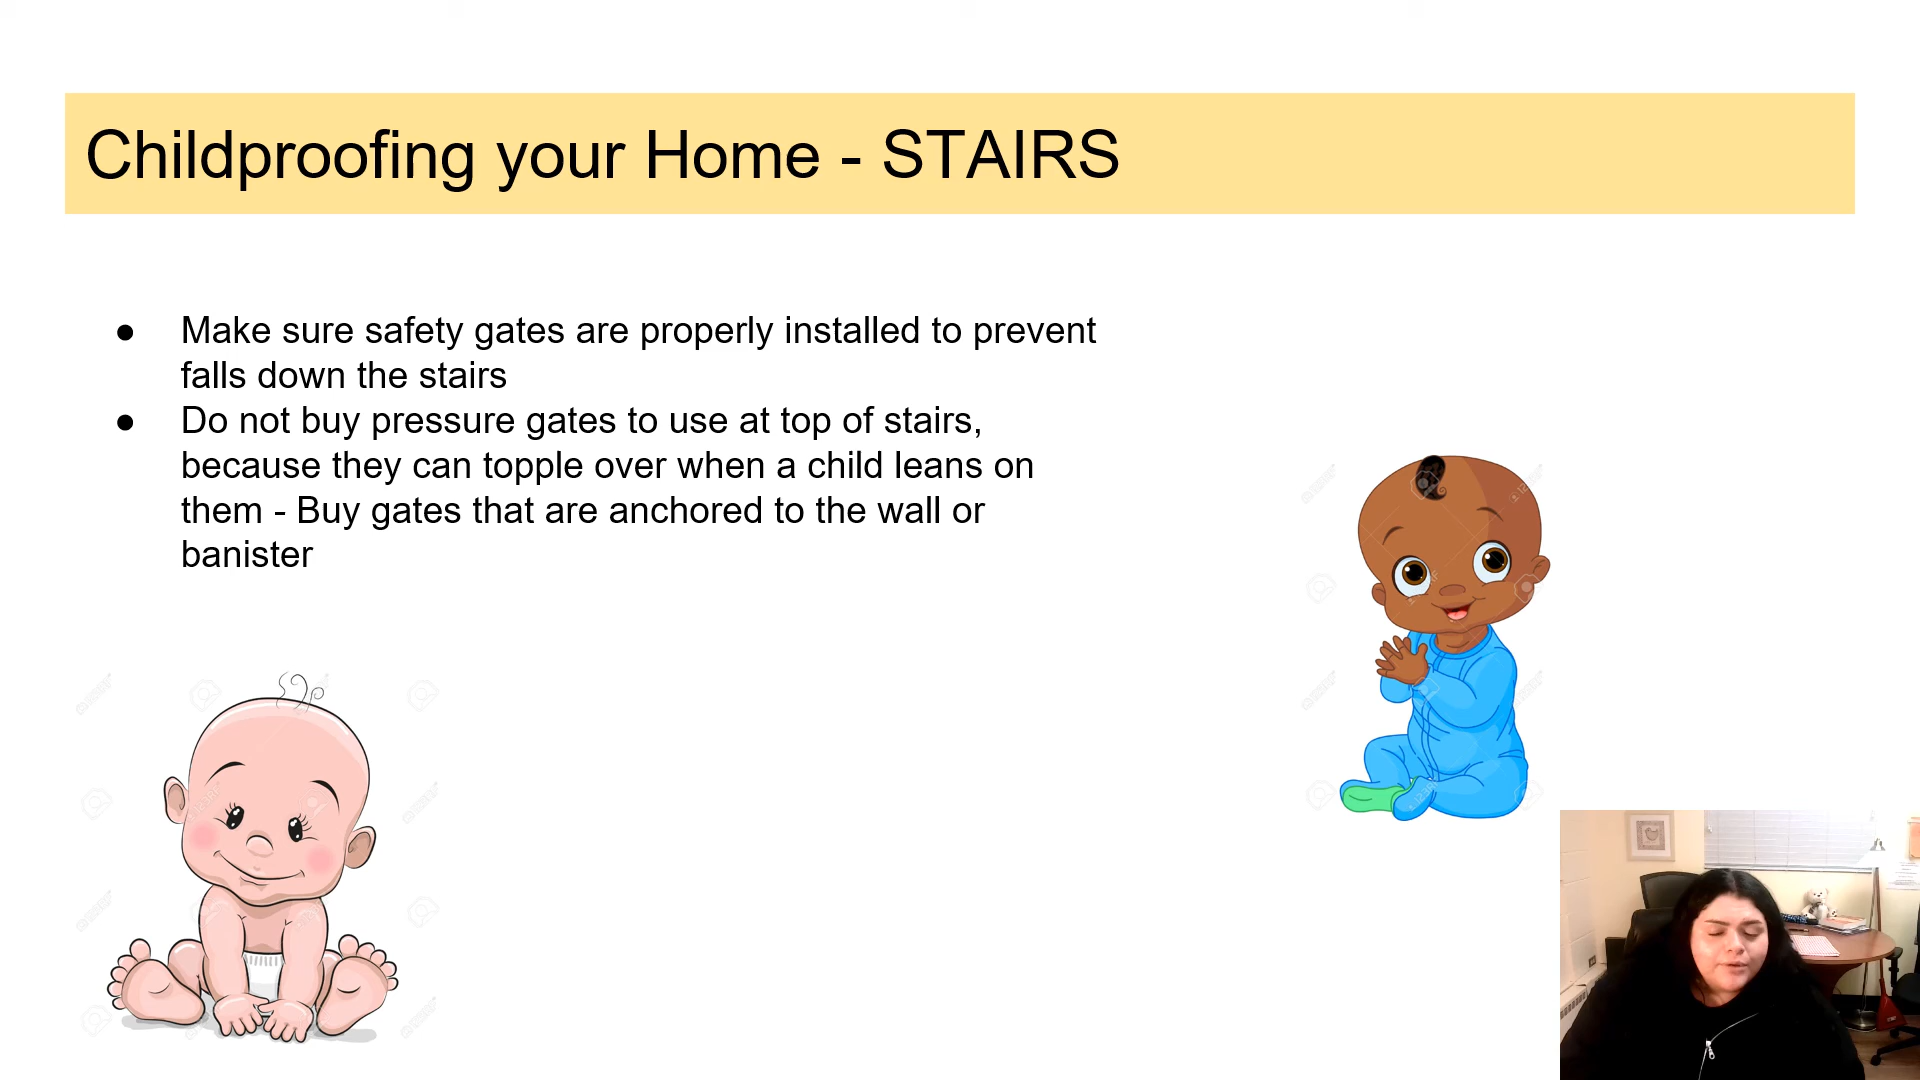 Childproofing your Home - STAIRS
● Make sure safety gates are properly installed to prevent
falls down the stairs
● Do not buy pressure gates to use at top of stairs,
because they can topple over when a child leans on
them - Buy gates that are anchored to the wall or
banister